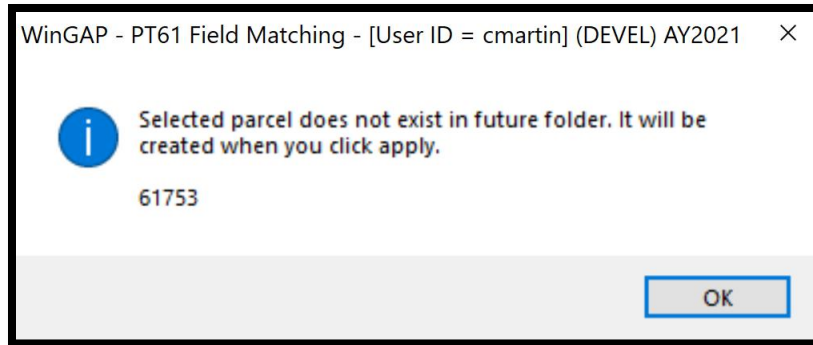 WinGAP - PT61 Field Matching - [User ID = cmartin] (DEVEL) AY2021
Selected parcel does not exist in future folder. It will be
created when you click apply.
61753
OK